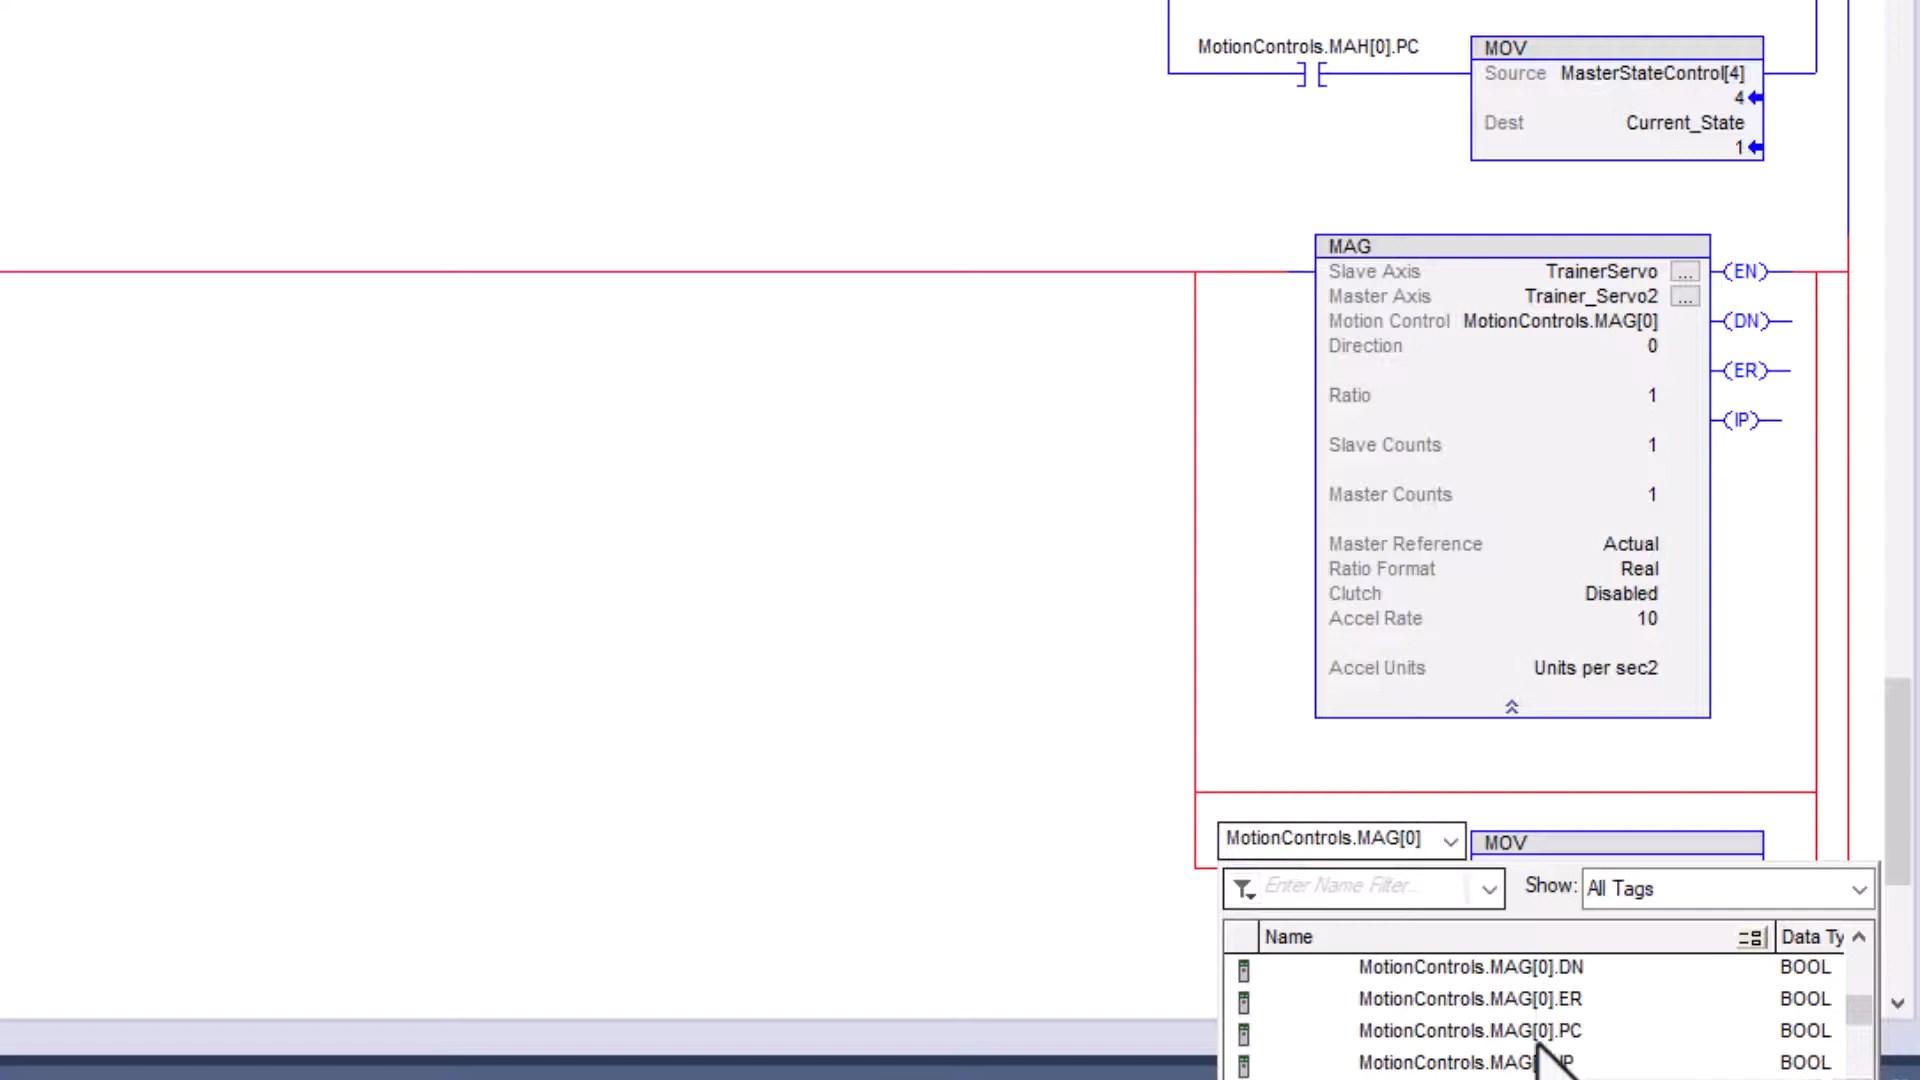 MotionControls.MAH[0].PC
MOV
Source MasterStateControl[4]
4
Dest Current_State
1
MAG
Slave Axis TrainerServo ... (EN)
Master Axis Trainer_Servo2 ...
Motion Control MotionControls.MAG[0] (DN)
Direction 0
(ER)
Ratio 1
(IP)
Slave Counts 1
Master Counts 1
Master Reference Actual
Ratio Format Real
Clutch Disabled
Accel Rate 10
Accel Units Units per sec2
MotionControls.MAG[0] MOV
Enter Name Filter... Show: All Tags
Name Data Ty
MotionControls.MAG[0].DN BOOL
MotionControls.MAG[0].ER BOOL
MotionControls.MAG[0].PC BOOL
BOOL